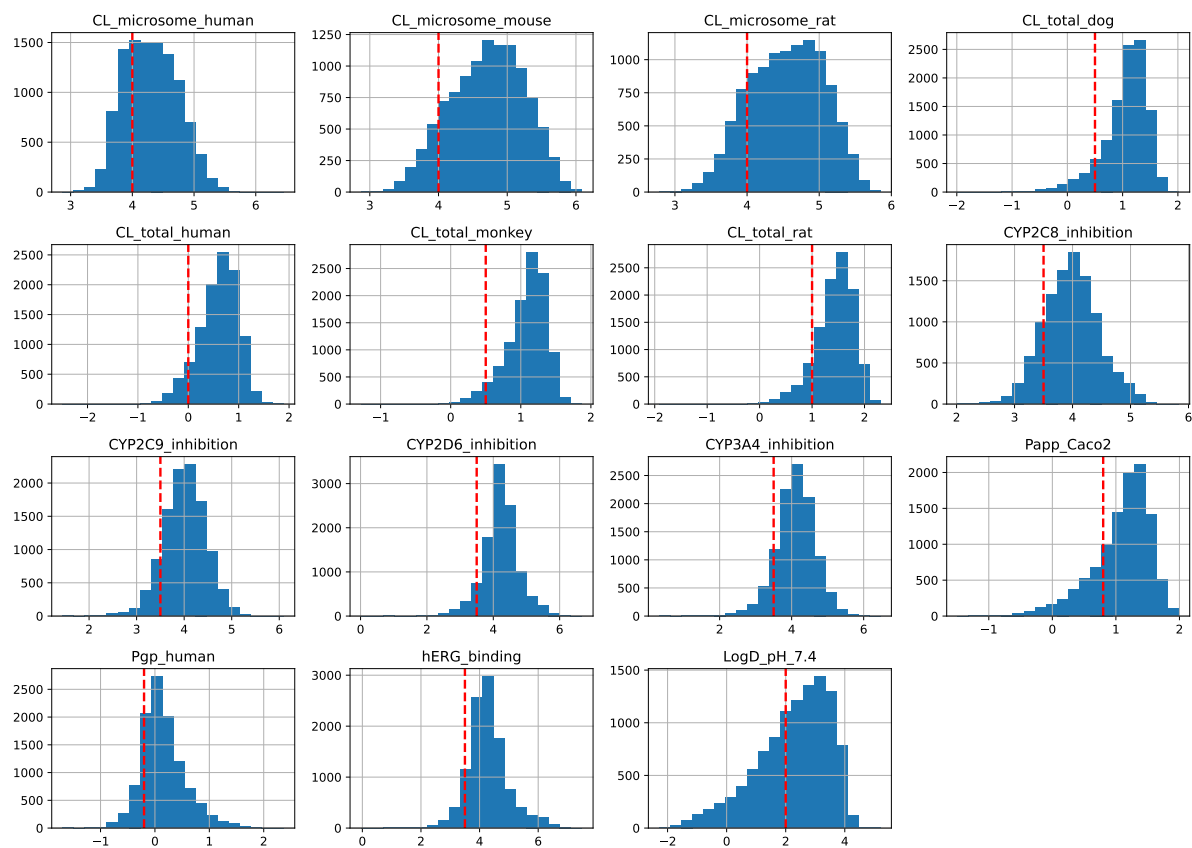 CL_microsome_human
CL_microsome_mouse
CL_microsome_rat
CL_total_dog
1500
1000
500
0
3 4 5 6
1250
1000
750
500
250
0
3 4 5 6
1000
750
500
250
0
3 4 5 6
2500
2000
1500
1000
500
0
−2 −1 0 1 2
CL_total_human
CL_total_monkey
CL_total_rat
CYP2C8_inhibition
2500
2000
1500
1000
500
0
−2 −1 0 1 2
2500
2000
1500
1000
500
0
−1 0 1 2
2500
2000
1500
1000
500
0
−2 −1 0 1 2
1500
1000
500
0
2 3 4 5 6
CYP2C9_inhibition
CYP2D6_inhibition
CYP3A4_inhibition
Papp_Caco2
2000
1500
1000
500
0
2 3 4 5 6
3000
2000
1000
0
0 2 4 6
2500
2000
1500
1000
500
0
2 4 6
2000
1500
1000
500
0
−1 0 1 2
Pgp_human
hERG_binding
LogD_pH_7.4
2500
2000
1500
1000
500
0
−1 0 1 2
3000
2000
1000
0
0 2 4 6
1500
1000
500
0
−2 0 2 4